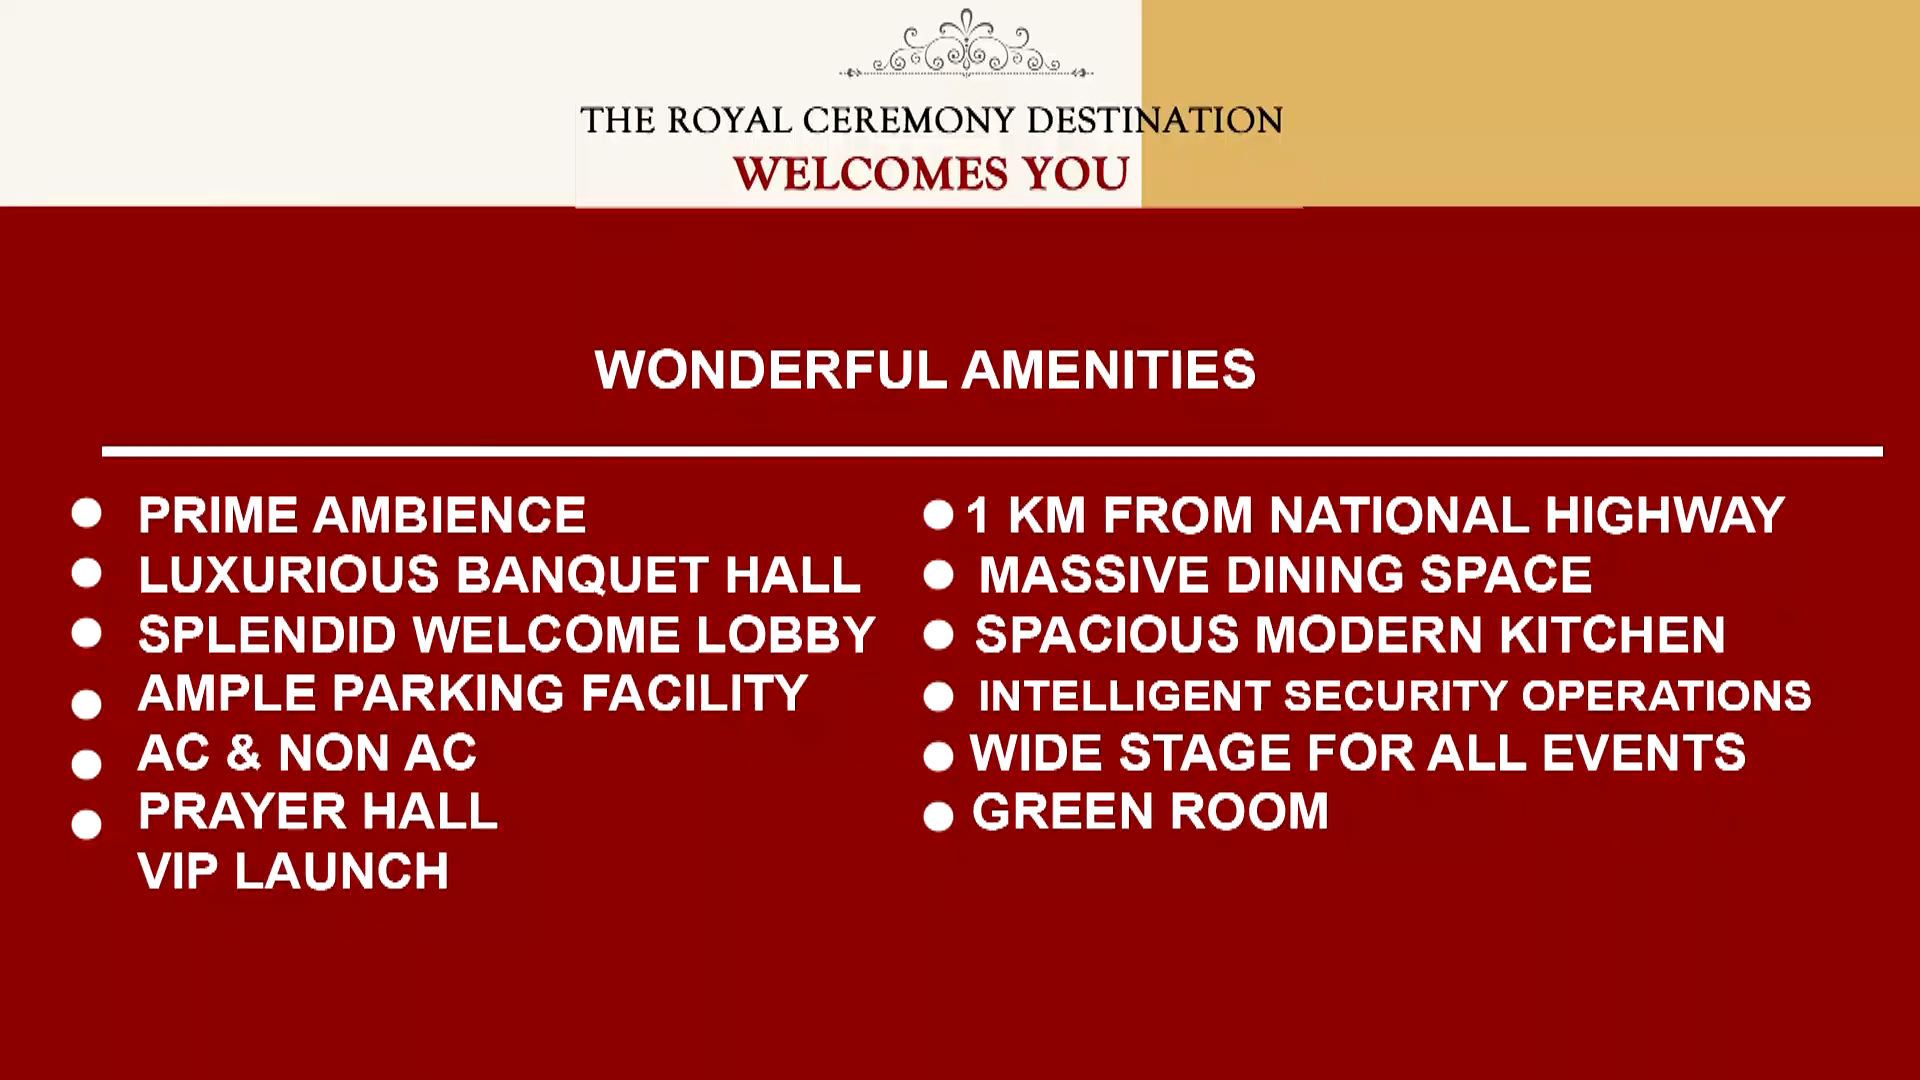 THE ROYAL CEREMONY DESTINATION
WELCOMES YOU
WONDERFUL AMENITIES
PRIME AMBIENCE
LUXURIOUS BANQUET HALL
SPLENDID WELCOME LOBBY
AMPLE PARKING FACILITY
AC & NON AC
PRAYER HALL
VIP LAUNCH
1 KM FROM NATIONAL HIGHWAY
MASSIVE DINING SPACE
SPACIOUS MODERN KITCHEN
INTELLIGENT SECURITY OPERATIONS
WIDE STAGE FOR ALL EVENTS
GREEN ROOM